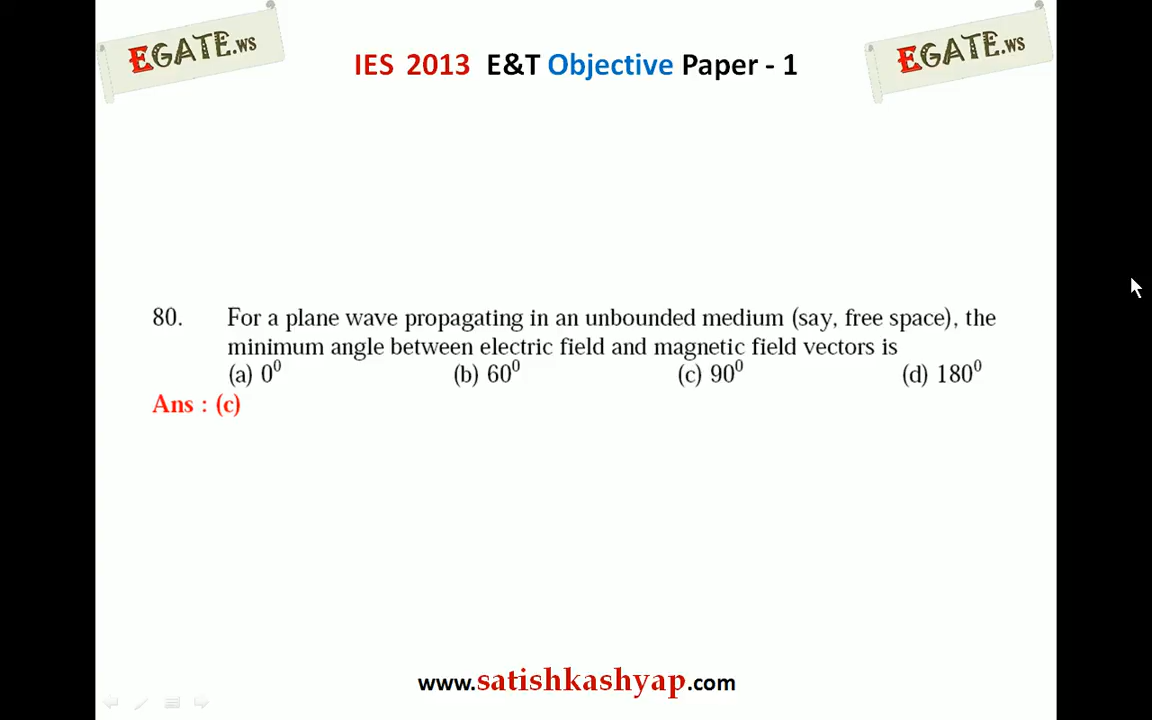 EGATE.ws
IES 2013 E&T Objective Paper - 1
EGATE.ws
80. For a plane wave propagating in an unbounded medium (say, free space), the
minimum angle between electric field and magnetic field vectors is
(a) 0⁰ (b) 60⁰ (c) 90⁰ (d) 180⁰
Ans : (c)
www.satishkashyap.com